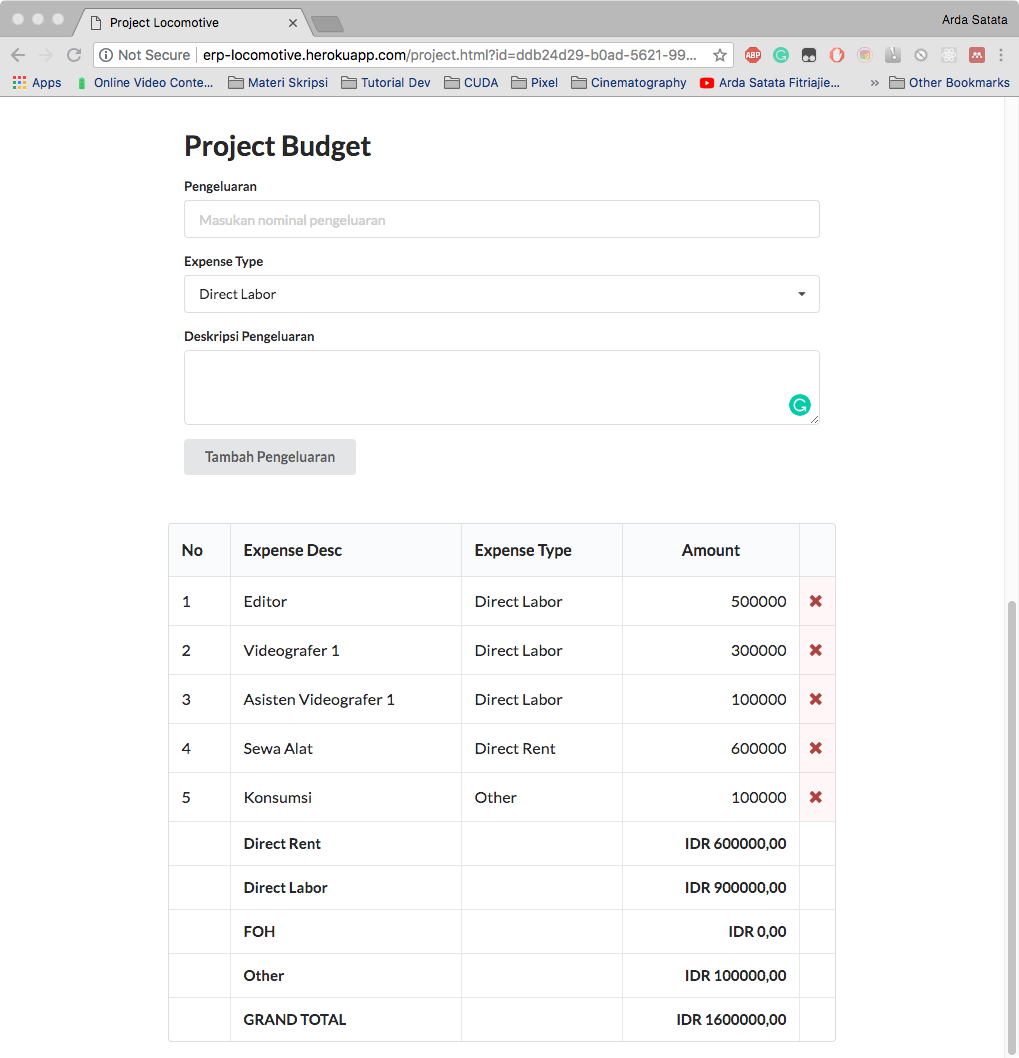 Project Locomotive
Arda Satata
Not Secure erp-locomotive.herokuapp.com/project.html?id=ddb24d29-b0ad-5621-99...
ABP
Apps Online Video Conte... Materi Skripsi Tutorial Dev CUDA Pixel Cinematography Arda Satata Fitriajie... » Other Bookmarks
Project Budget
Pengeluaran
Masukan nominal pengeluaran
Expense Type
Direct Labor
Deskripsi Pengeluaran
Tambah Pengeluaran
No Expense Desc Expense Type Amount
1 Editor Direct Labor 500000
2 Videografer 1 Direct Labor 300000
3 Asisten Videografer 1 Direct Labor 100000
4 Sewa Alat Direct Rent 600000
5 Konsumsi Other 100000
Direct Rent IDR 600000,00
Direct Labor IDR 900000,00
FOH IDR 0,00
Other IDR 100000,00
GRAND TOTAL IDR 1600000,00